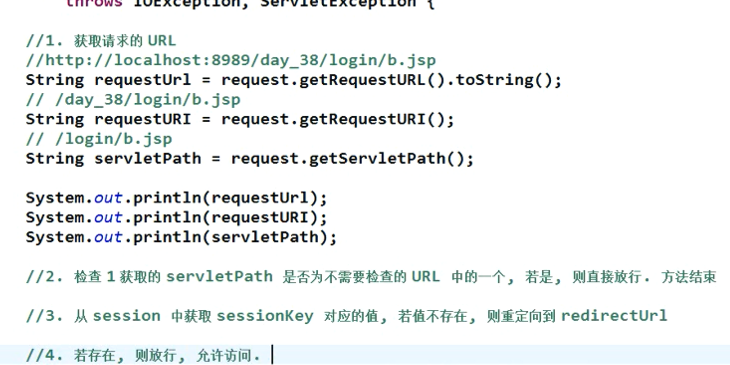 throws IOException, ServletException {
//1. 获取请求的 URL
//http://localhost:8989/day_38/login/b.jsp
String requestUrl = request.getRequestURL().toString();
// /day_38/login/b.jsp
String requestURI = request.getRequestURI();
// /login/b.jsp
String servletPath = request.getServletPath();
System.out.println(requestUrl);
System.out.println(requestURI);
System.out.println(servletPath);
//2. 检查 1 获取的 servletPath 是否为不需要检查的 URL 中的一个, 若是, 则直接放行. 方法结束
//3. 从 session 中获取 sessionKey 对应的值, 若值不存在, 则重定向到 redirectUrl
//4. 若存在, 则放行, 允许访问.